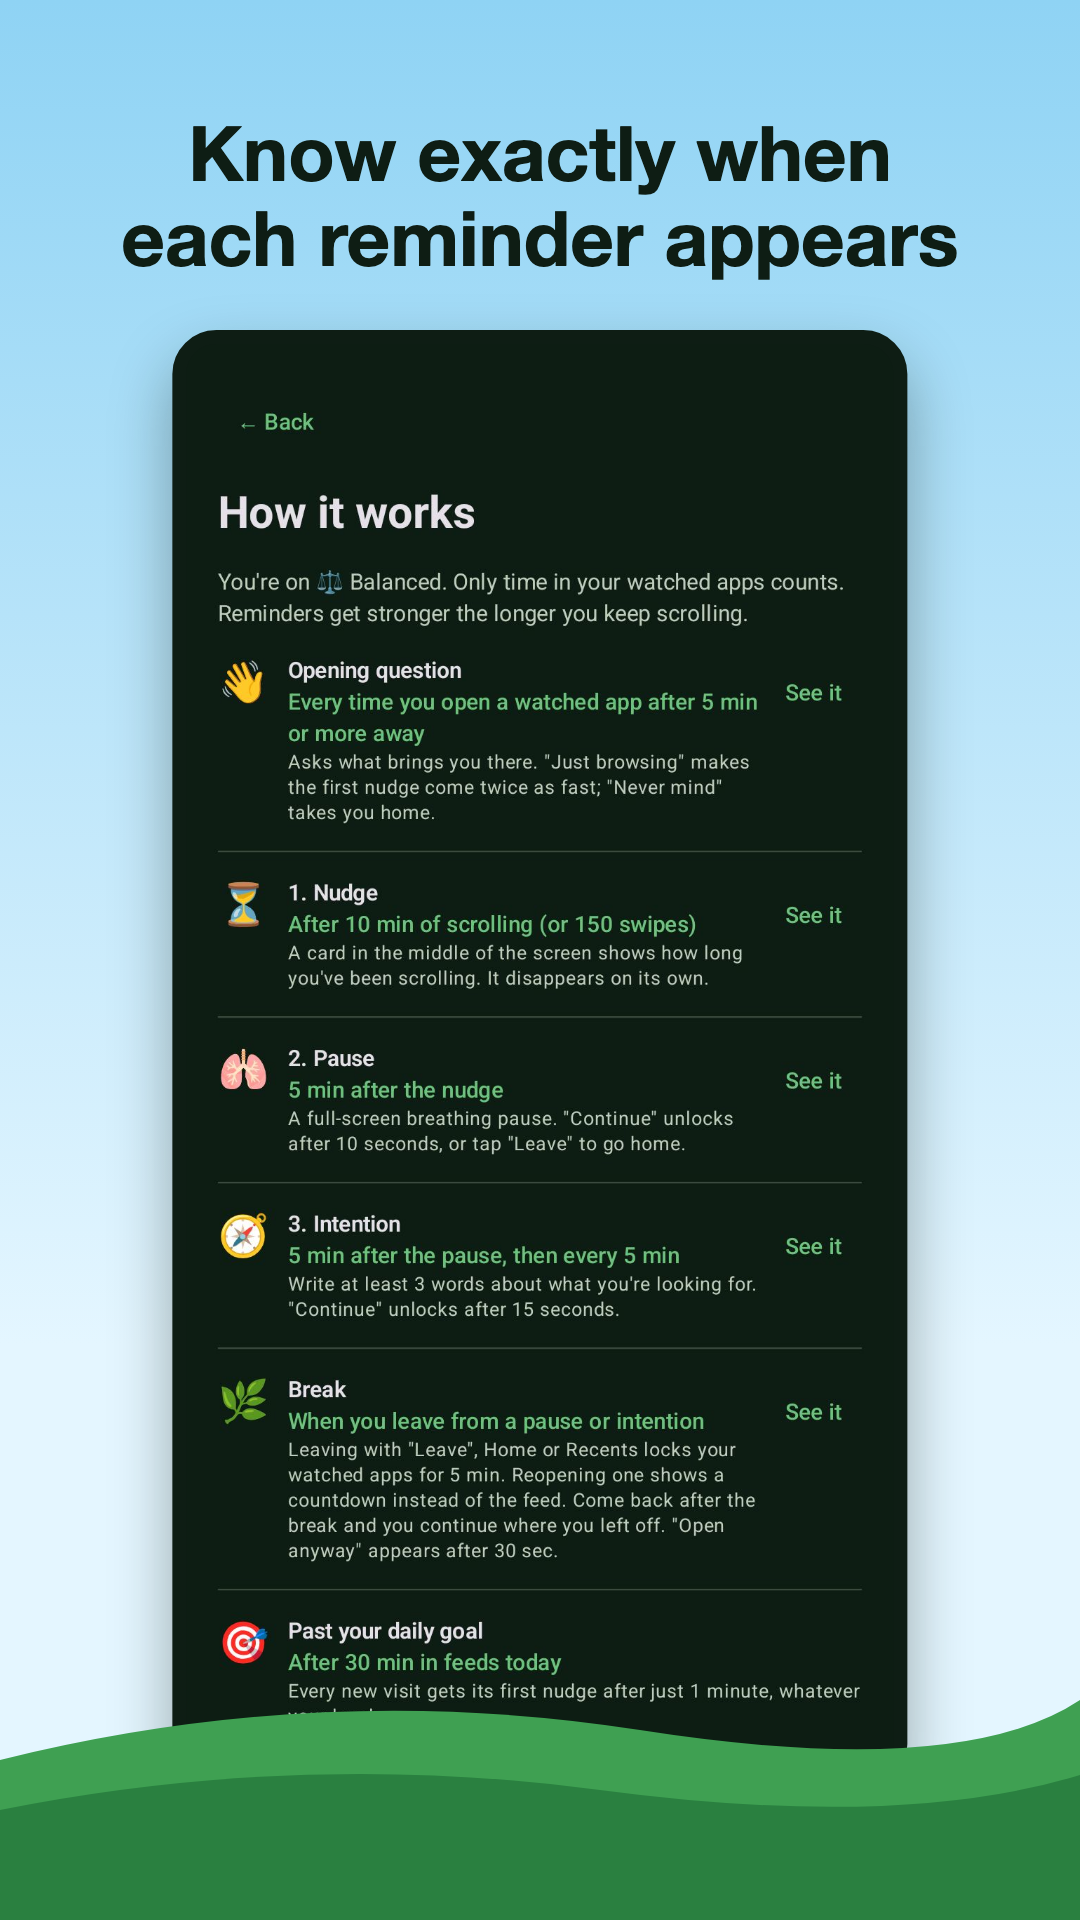 Know exactly when
each reminder appears
← Back
How it works
You're on ⚖️ Balanced. Only time in your watched apps counts.
Reminders get stronger the longer you keep scrolling.
Opening question
Every time you open a watched app after 5 min
or more away
See it
Asks what brings you there. "Just browsing" makes
the first nudge come twice as fast; "Never mind"
takes you home.
1. Nudge
After 10 min of scrolling (or 150 swipes)
See it
A card in the middle of the screen shows how long
you've been scrolling. It disappears on its own.
2. Pause
5 min after the nudge
See it
A full-screen breathing pause. "Continue" unlocks
after 10 seconds, or tap "Leave" to go home.
3. Intention
5 min after the pause, then every 5 min
See it
Write at least 3 words about what you're looking for.
"Continue" unlocks after 15 seconds.
Break
When you leave from a pause or intention
See it
Leaving with "Leave", Home or Recents locks your
watched apps for 5 min. Reopening one shows a
countdown instead of the feed. Come back after the
break and you continue where you left off. "Open
anyway" appears after 30 sec.
Past your daily goal
After 30 min in feeds today
Every new visit gets its first nudge after just 1 minute, whatever